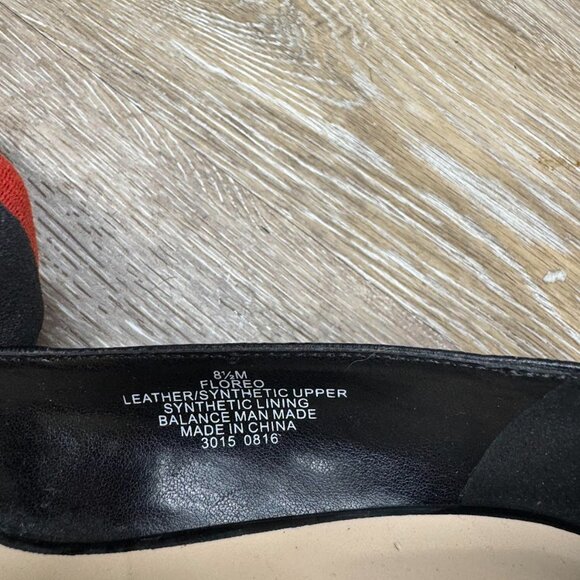 8½M
FLOREO
LEATHER/SYNTHETIC UPPER
SYNTHETIC LINING
BALANCE MAN MADE
MADE IN CHINA
3015 0816